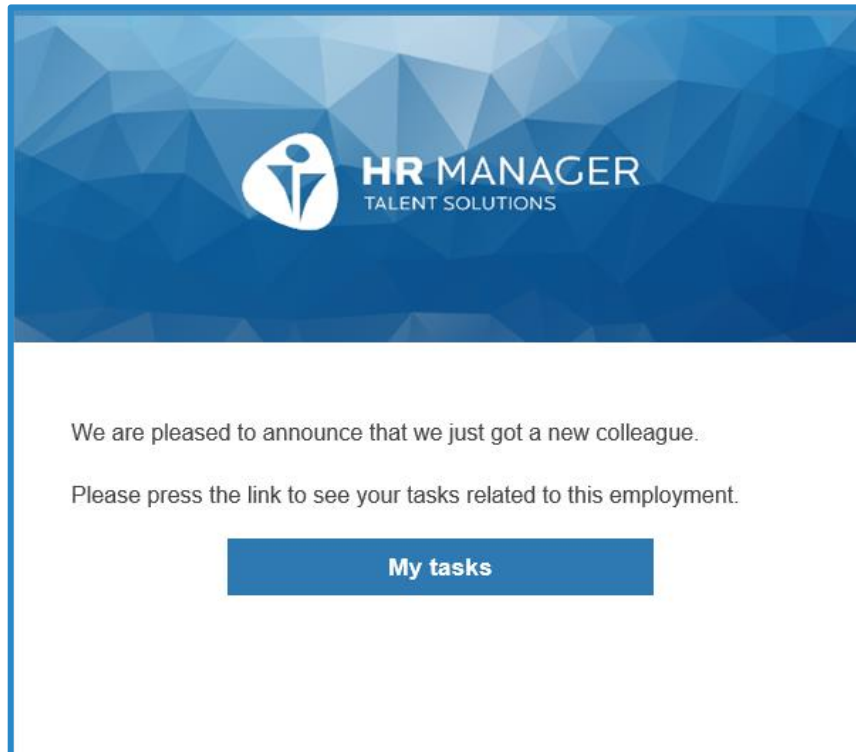 HR MANAGER
TALENT SOLUTIONS
We are pleased to announce that we just got a new colleague.
Please press the link to see your tasks related to this employment.
My tasks